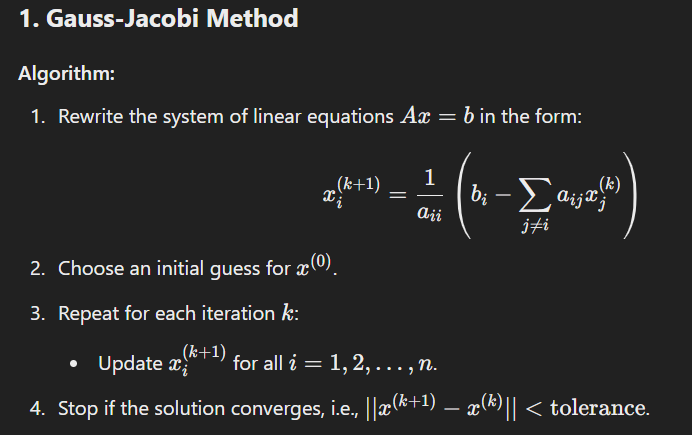 1. Gauss-Jacobi Method
Algorithm:
1. Rewrite the system of linear equations $Ax = b$ in the form:
$$x_i^{(k+1)} = \frac{1}{a_{ii}} \left( b_i - \sum_{j \neq i} a_{ij} x_j^{(k)} \right)$$
2. Choose an initial guess for $x^{(0)}$.
3. Repeat for each iteration $k$:
• Update $x_i^{(k+1)}$ for all $i = 1, 2, \ldots, n$.
4. Stop if the solution converges, i.e., $||x^{(k+1)} - x^{(k)}|| < \text{tolerance}$.